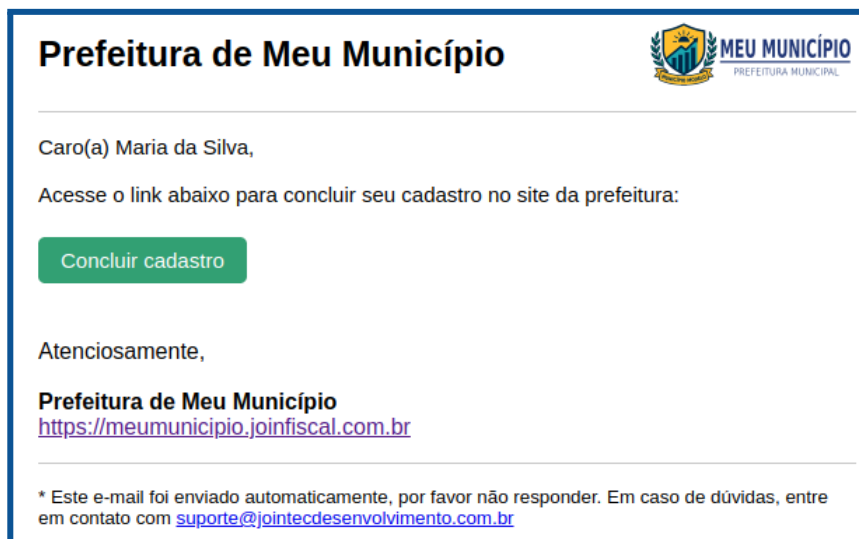 Prefeitura de Meu Município
MEU MUNICÍPIO
PREFEITURA MUNICIPAL
Caro(a) Maria da Silva,
Acesse o link abaixo para concluir seu cadastro no site da prefeitura:
Concluir cadastro
Atenciosamente,
Prefeitura de Meu Município
https://meumunicipio.joinfiscal.com.br
* Este e-mail foi enviado automaticamente, por favor não responder. Em caso de dúvidas, entre
em contato com suporte@jointecdesenvolvimento.com.br